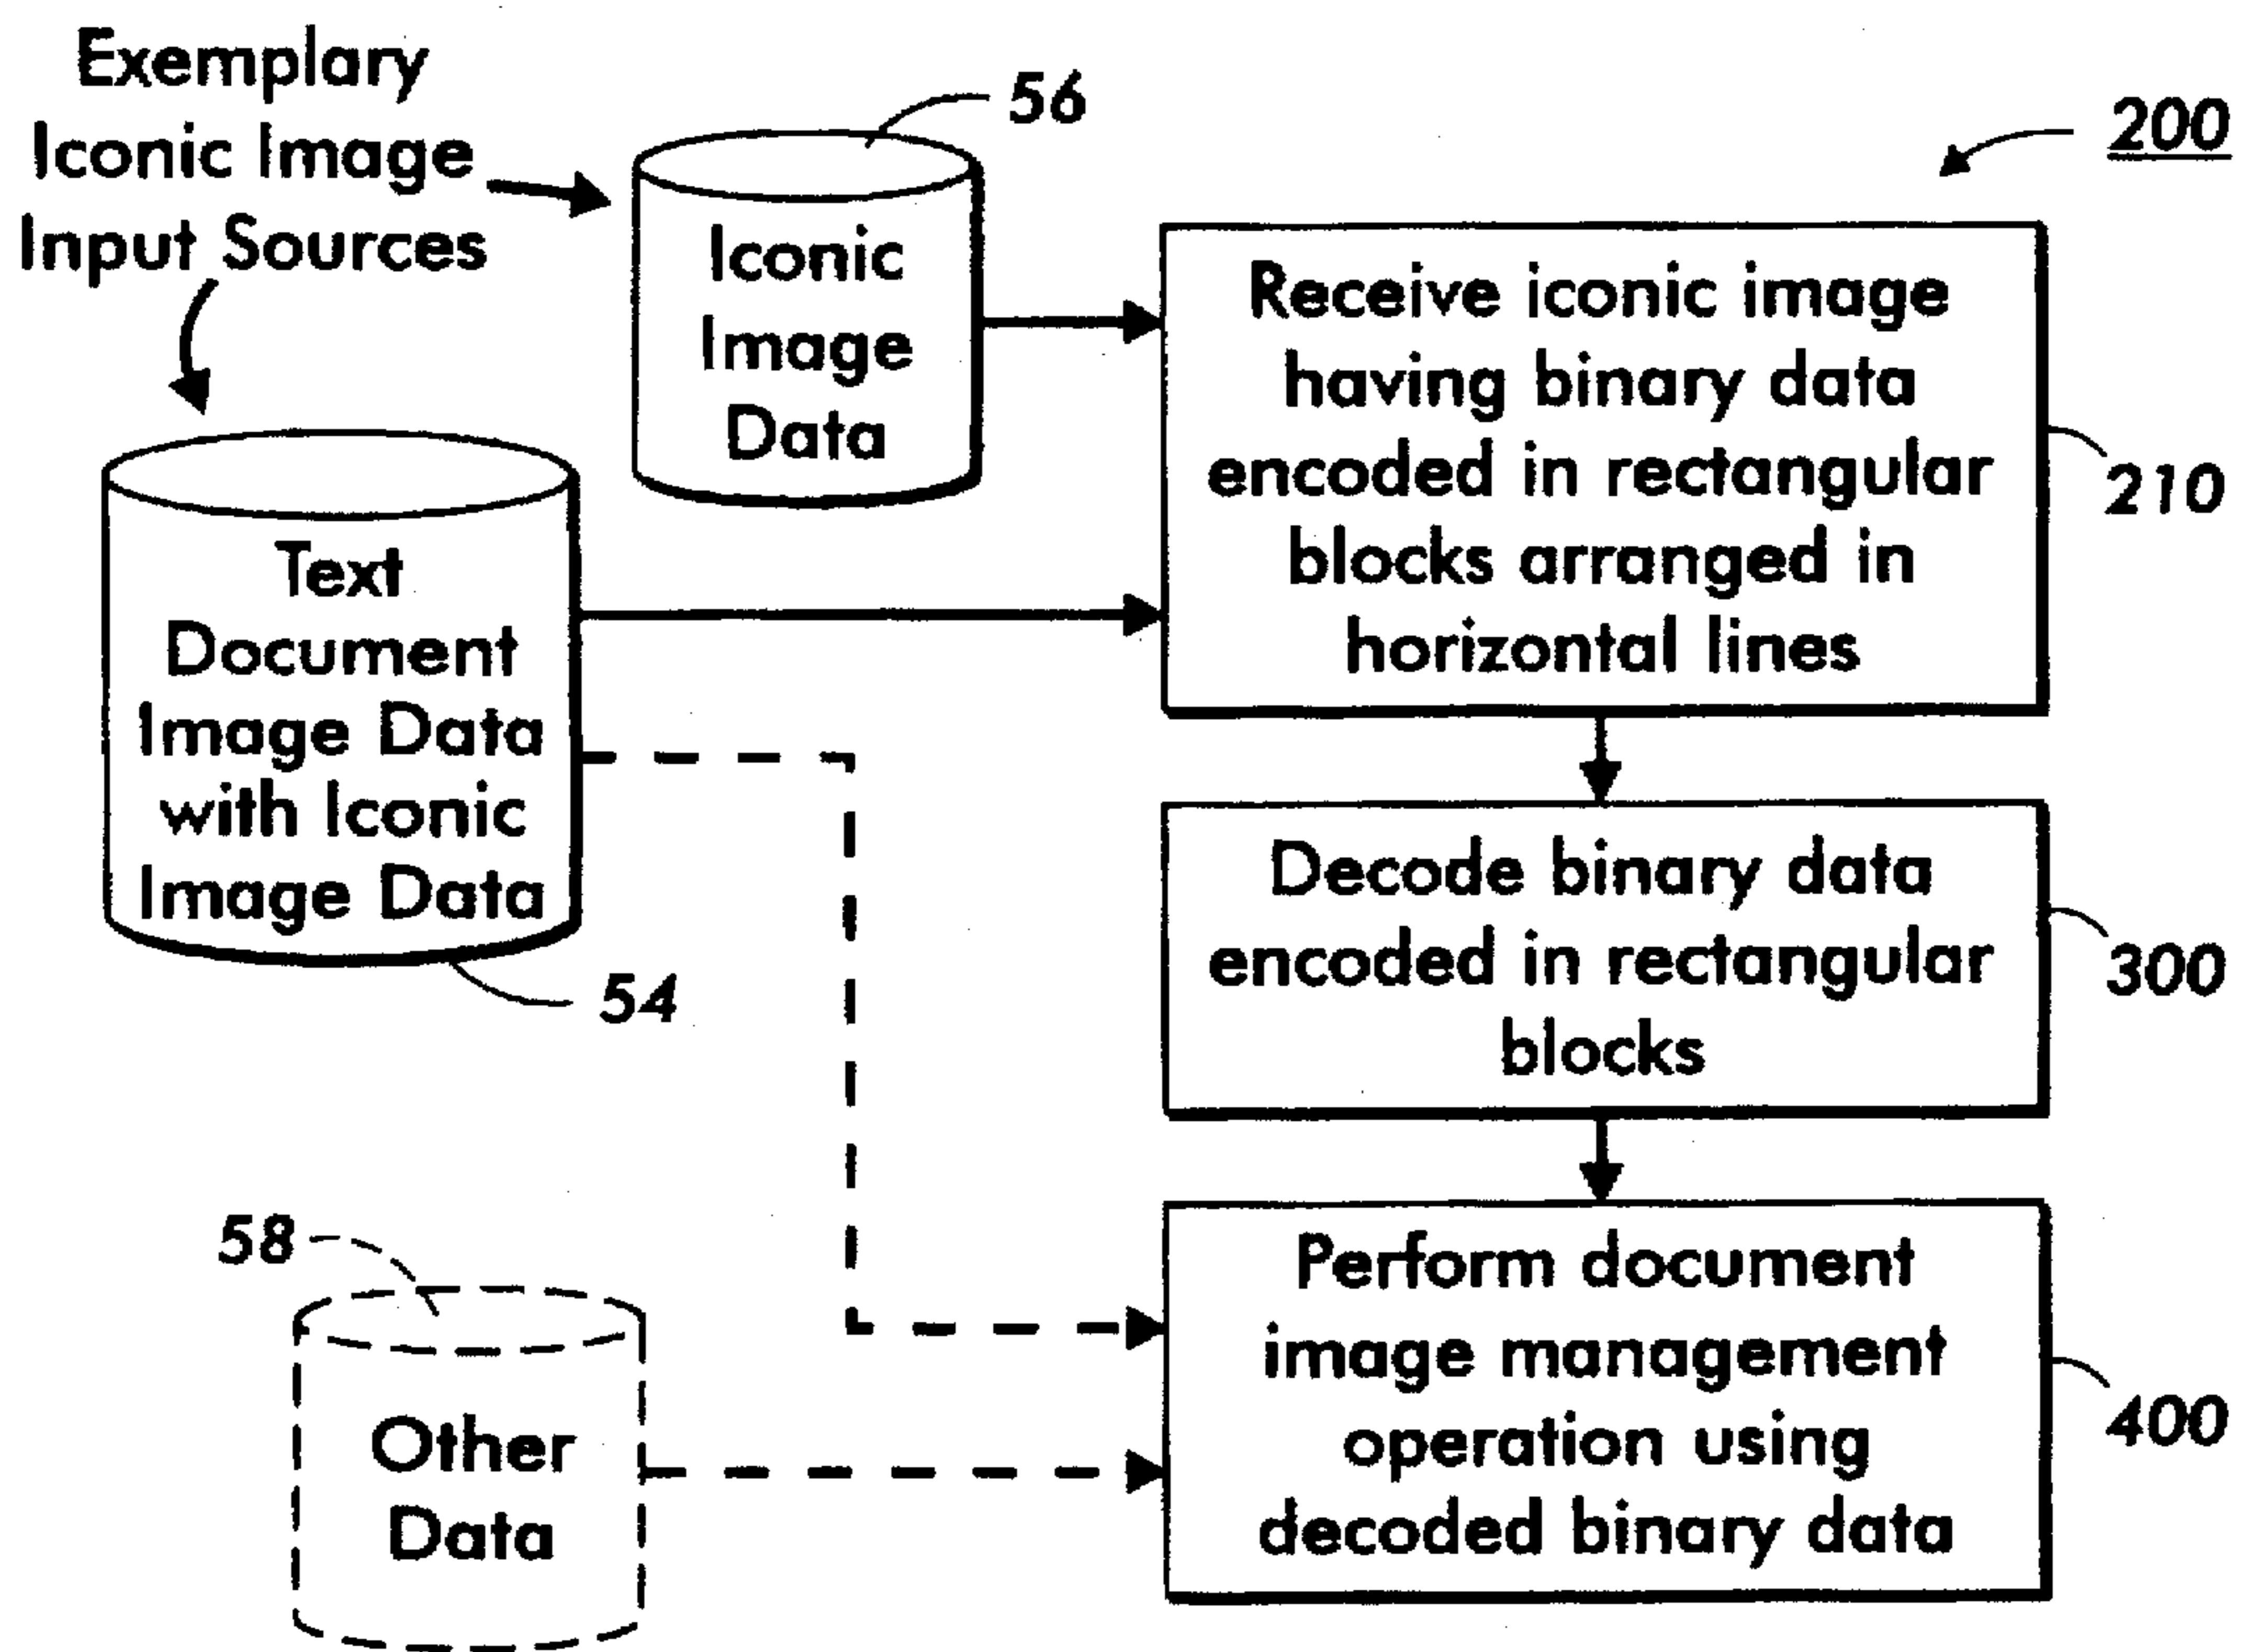 Exemplary
Iconic Image
Input Sources
56
200
Iconic
Image
Data
Receive iconic image
having binary data
encoded in rectangular
blocks arranged in
horizontal lines
210
Text
Document
Image Data
with Iconic
Image Data
54
Decode binary data
encoded in rectangular
blocks
300
58
Other
Data
Perform document
image management
operation using
decoded binary data
400